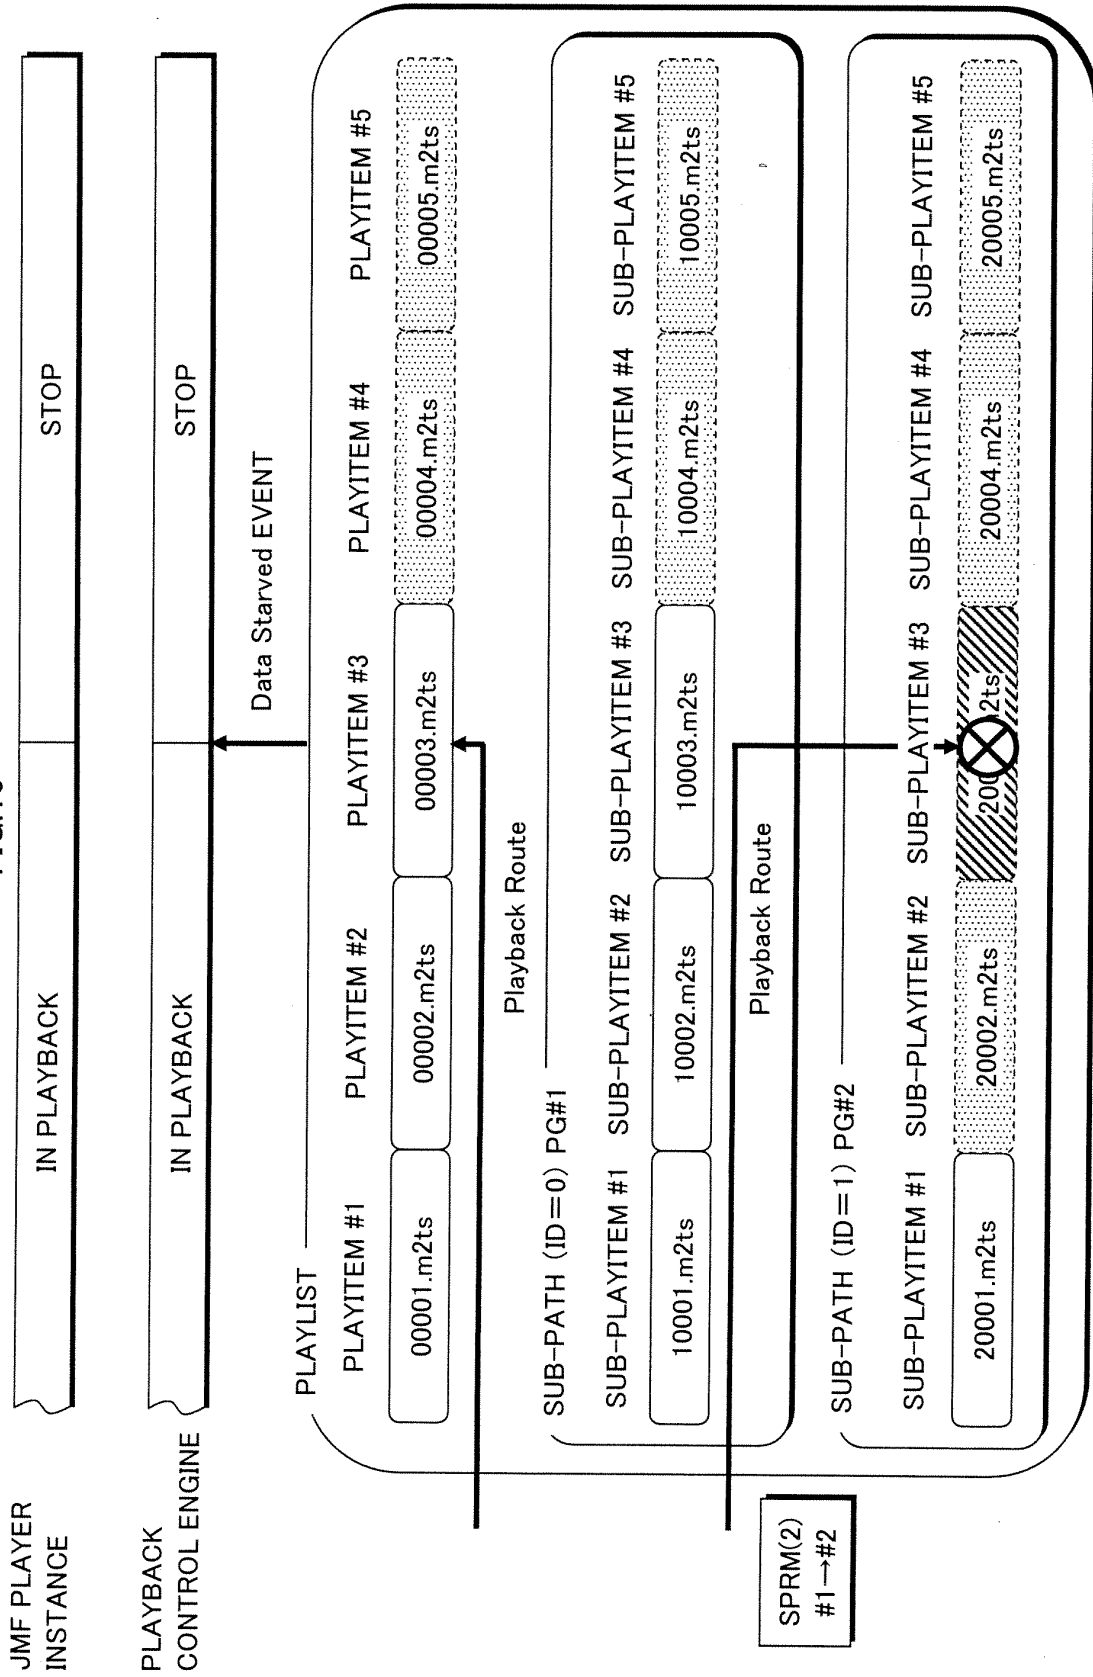 JMF PLAYER
INSTANCE
IN PLAYBACK
STOP
PLAYBACK
CONTROL ENGINE
IN PLAYBACK
STOP
Data Starved EVENT
PLAYLIST
PLAYITEM #1
PLAYITEM #2
PLAYITEM #3
PLAYITEM #4
PLAYITEM #5
00001.m2ts
00002.m2ts
00003.m2ts
00004.m2ts
00005.m2ts
Playback Route
SUB-PATH (ID=0) PG#1
SUB-PLAYITEM #1
SUB-PLAYITEM #2
SUB-PLAYITEM #3
SUB-PLAYITEM #4
SUB-PLAYITEM #5
10001.m2ts
10002.m2ts
10003.m2ts
10004.m2ts
10005.m2ts
Playback Route
SPRM(2)
#1→#2
SUB-PATH (ID=1) PG#2
SUB-PLAYITEM #1
SUB-PLAYITEM #2
SUB-PLAYITEM #3
SUB-PLAYITEM #4
SUB-PLAYITEM #5
20001.m2ts
20002.m2ts
20004.m2ts
20005.m2ts